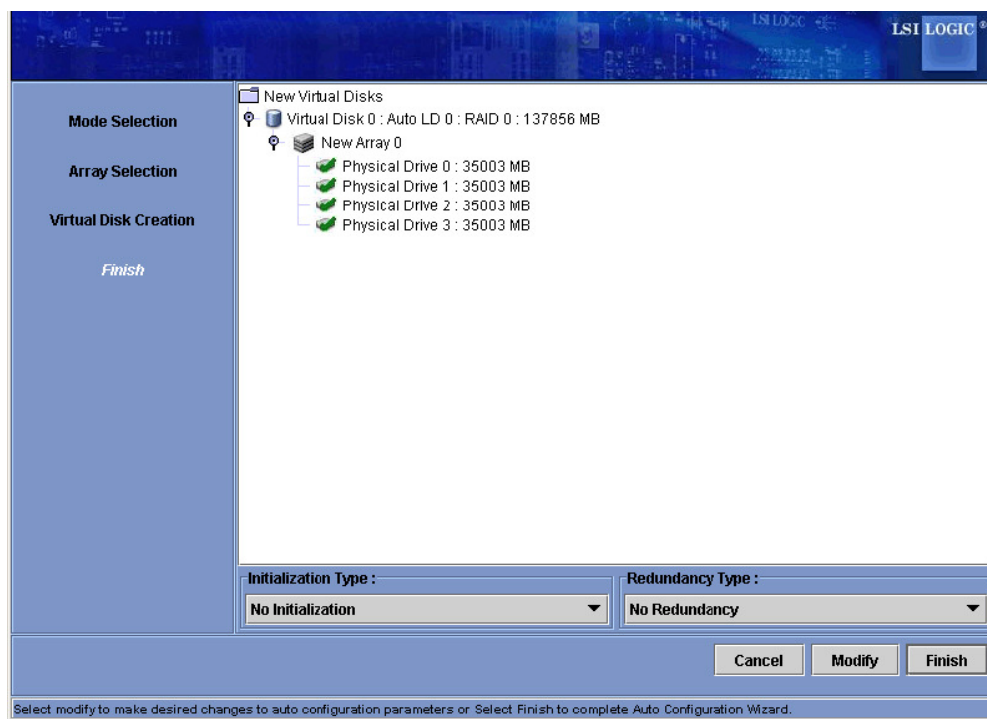 LSI LOGIC
LSI LOGIC ®
Mode Selection
Array Selection
Virtual Disk Creation
Finish
New Virtual Disks
Virtual Disk 0 : Auto LD 0 : RAID 0 : 137856 MB
New Array 0
Physical Drive 0 : 35003 MB
Physical Drive 1 : 35003 MB
Physical Drive 2 : 35003 MB
Physical Drive 3 : 35003 MB
Initialization Type :
Redundancy Type :
No Initialization
No Redundancy
Cancel
Modify
Finish
Select modify to make desired changes to auto configuration parameters or Select Finish to complete Auto Configuration Wizard.